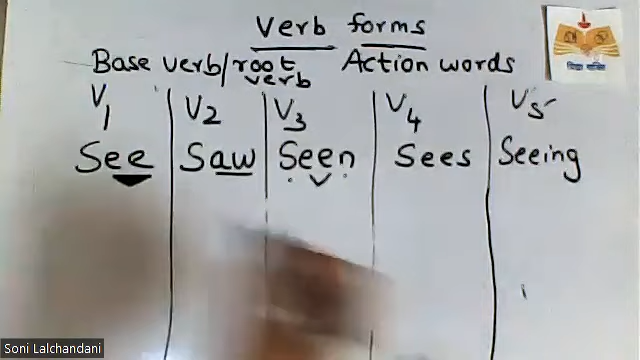 Verb forms
Base verb/root verb Action words
V1 V2 V3 V4 V5
See Saw Seen Sees Seeing
Soni Lalchandani